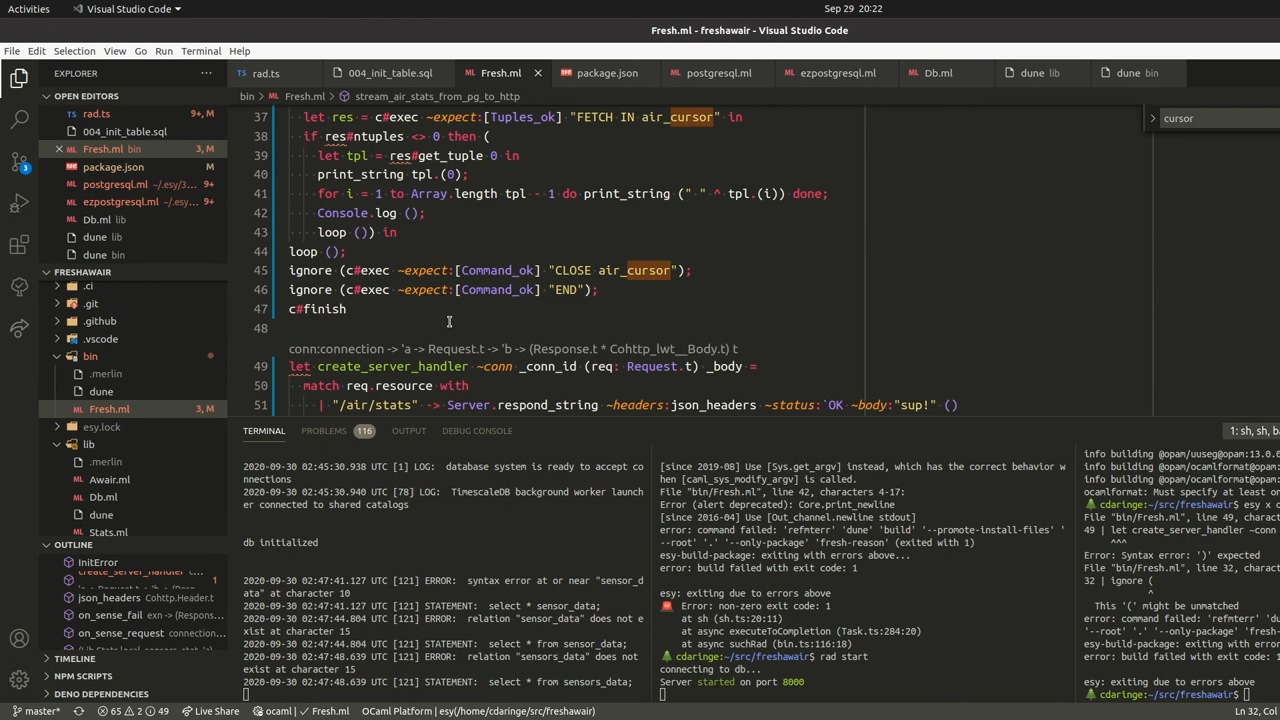 Activities
Visual Studio Code
Sep 29 20:22
Fresh.ml - freshawair - Visual Studio Code
File Edit Selection View Go Run Terminal Help
EXPLORER
rad.ts
004_init_table.sql
Fresh.ml
package.json
postgresql.ml
ezpostgresql.ml
Db.ml
dune lib
dune bin
OPEN EDITORS
rad.ts 9+, M
004_init_table.sql
Fresh.ml bin 3, M
package.json M
postgresql.ml ~/.esy/3... 9+
ezpostgresql.ml ~/.esy... 9+
Db.ml lib
dune lib
dune bin
FRESHAWAIR
.ci
.git
.github
.vscode
bin
.merlin
dune
Fresh.ml 3, M
esy.lock
lib
.merlin
Awair.ml
Db.ml
dune
Stats.ml
OUTLINE
InitError
create_server_handler c... 1
json_headers Cohttp.Header.t
on_sense_fail exn -> (Respons...
on_sense_request connection...
TIMELINE
NPM SCRIPTS
DENO DEPENDENCIES
bin > Fresh.ml > stream_air_stats_from_pg_to_http
cursor
37 let res = c#exec ~expect:[Tuples_ok] "FETCH IN air_cursor" in
38 if res#ntuples <> 0 then (
39 let tpl = res#get_tuple 0 in
40 print_string tpl.(0);
41 for i = 1 to Array.length tpl - 1 do print_string (" " ^ tpl.(i)) done;
42 Console.log ();
43 loop ()) in
44 loop ();
45 ignore (c#exec ~expect:[Command_ok] "CLOSE air_cursor");
46 ignore (c#exec ~expect:[Command_ok] "END");
47 c#finish
48
conn:connection -> 'a -> Request.t -> 'b -> (Response.t * Cohttp_lwt__Body.t) t
49 let create_server_handler ~conn _conn_id (req: Request.t) _body =
50 match req.resource with
51 | "/air/stats" -> Server.respond_string ~headers:json_headers ~status:`OK ~body:"sup!" ()
TERMINAL PROBLEMS 116 OUTPUT DEBUG CONSOLE
1: sh, sh, ba
2020-09-30 02:45:30.938 UTC [1] LOG:  database system is ready to accept co
nnections
2020-09-30 02:45:30.940 UTC [78] LOG:  TimescaleDB background worker launc
her connected to shared catalogs
db initialized
2020-09-30 02:47:41.127 UTC [121] ERROR:  syntax error at or near "sensor_d
ata" at character 10
2020-09-30 02:47:41.127 UTC [121] STATEMENT:  select * sensor_data;
2020-09-30 02:47:44.804 UTC [121] ERROR:  relation "sensor_data" does not e
xist at character 15
2020-09-30 02:47:44.804 UTC [121] STATEMENT:  select * from sensor_data;
2020-09-30 02:47:48.639 UTC [121] ERROR:  relation "sensors_data" does not
exist at character 15
2020-09-30 02:47:48.639 UTC [121] STATEMENT:  select * from sensors_data;
[since 2019-08] Use [Sys.get_argv] instead, which has the correct behavior w
hen [caml_sys_modify_argv] is called.
File "bin/Fresh.ml", line 42, characters 4-17:
Error (alert deprecated): Core.print_newline
[since 2016-04] Use [Out_channel.newline stdout]
error: command failed: 'refmterr' 'dune' 'build' '--promote-install-files' '
--root' '.' '--only-package' 'fresh-reason' (exited with 1)
esy-build-package: exiting with errors above...
error: build failed with exit code: 1
esy: exiting due to errors above
Error: non-zero exit code: 1
at sh (sh.ts:20:11)
at async executeToCompletion (Task.ts:284:20)
at async suchRad (bin.ts:116:18)
cdaringe:~/src/freshawair$ rad start
connecting to db...
Server started on port 8000
info building @opam/uuseg@opam:13.0.
info building @opam/ocamlformat@opam
ocamlformat: Must specify at least o
cdaringe:~/src/freshawair$ esy x o
File "bin/Fresh.ml", line 49, charac
49 | let create_server_handler ~conn
^^^
Error: Syntax error: ')' expected
File "bin/Fresh.ml", line 32, charac
32 | ignore (
^
This '(' might be unmatched
error: command failed: 'refmterr' 'd
'--root' '.' '--only-package' 'fresh
error: build failed with exit code:
esy: exiting due to errors above
cdaringe:~/src/freshawair$
master* 65 2 49 Live Share ocaml | Fresh.ml OCaml Platform | esy(/home/cdaringe/src/freshawair) Ln 32, Col